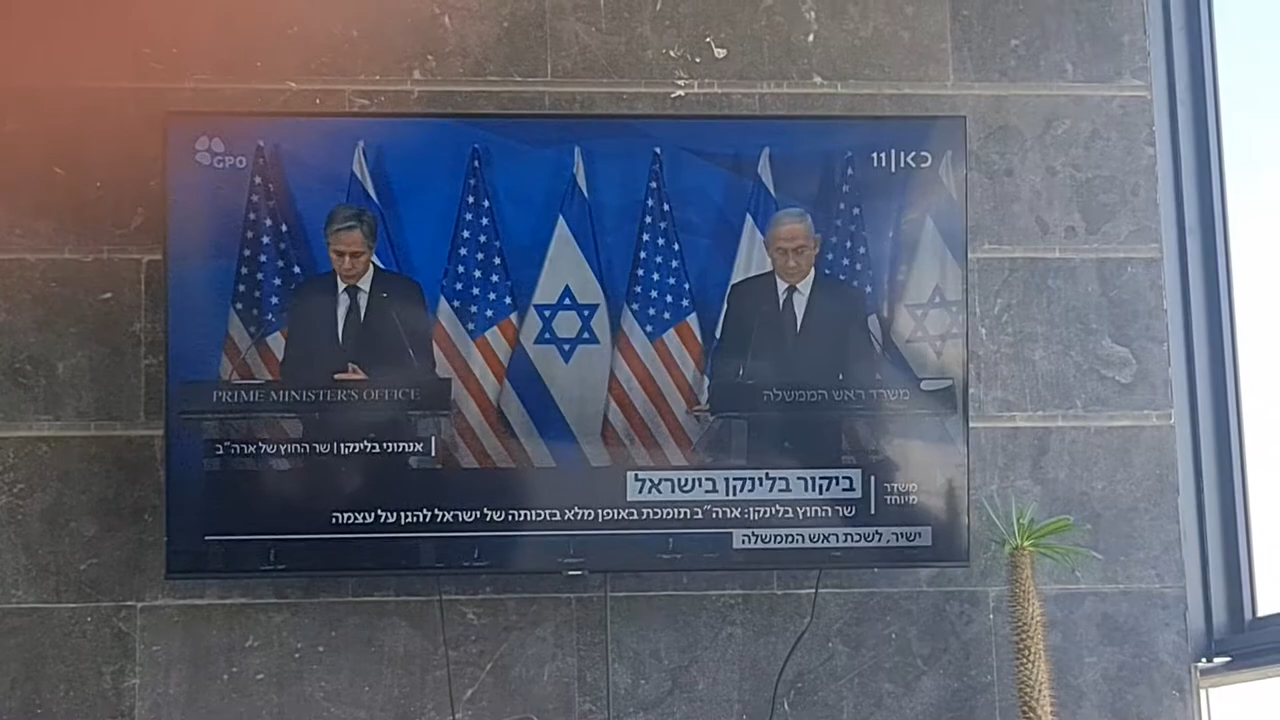 GPO
כאן|11
PRIME MINISTER'S OFFICE
משרד ראש הממשלה
אנתוני בלינקן | שר החוץ של ארה"ב
משדר
מיוחד
ביקור בלינקן בישראל
שר החוץ בלינקן: ארה"ב תומכת באופן מלא בזכותה של ישראל להגן על עצמה
ישיר, לשכת ראש הממשלה